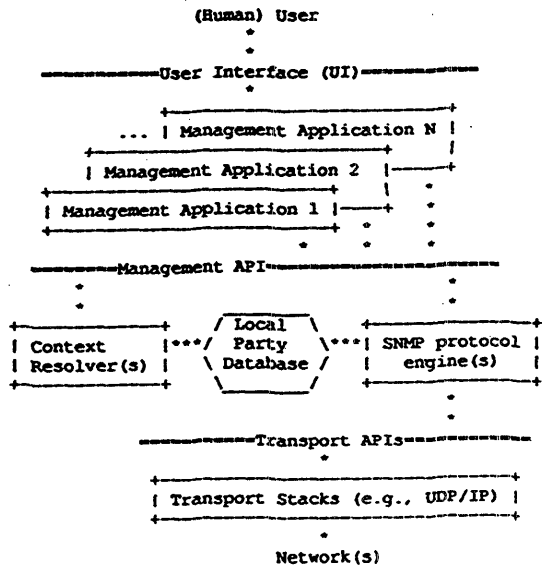 (Human) User
User Interface (UI)
... | Management Application N |
| Management Application 2 |
| Management Application 1 |
Management API
Context Resolver(s)
Local Party Database
SNMP protocol engine(s)
Transport APIs
| Transport Stacks (e.g., UDP/IP) |
Network(s)